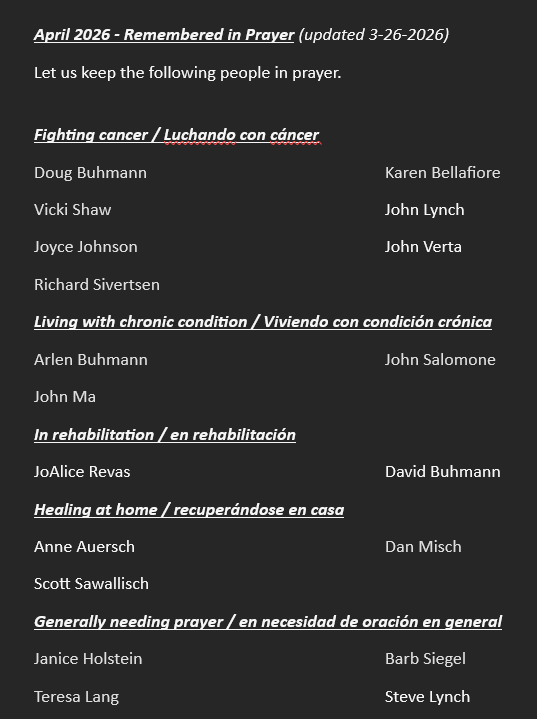 April 2026 - Remembered in Prayer (updated 3-26-2026)
Let us keep the following people in prayer.
Fighting cancer / Luchando con cáncer
Doug Buhmann Karen Bellafiore
Vicki Shaw John Lynch
Joyce Johnson John Verta
Richard Sivertsen
Living with chronic condition / Viviendo con condición crónica
Arlen Buhmann John Salomone
John Ma
In rehabilitation / en rehabilitación
JoAlice Revas David Buhmann
Healing at home / recuperándose en casa
Anne Auersch Dan Misch
Scott Sawallisch
Generally needing prayer / en necesidad de oración en general
Janice Holstein Barb Siegel
Teresa Lang Steve Lynch